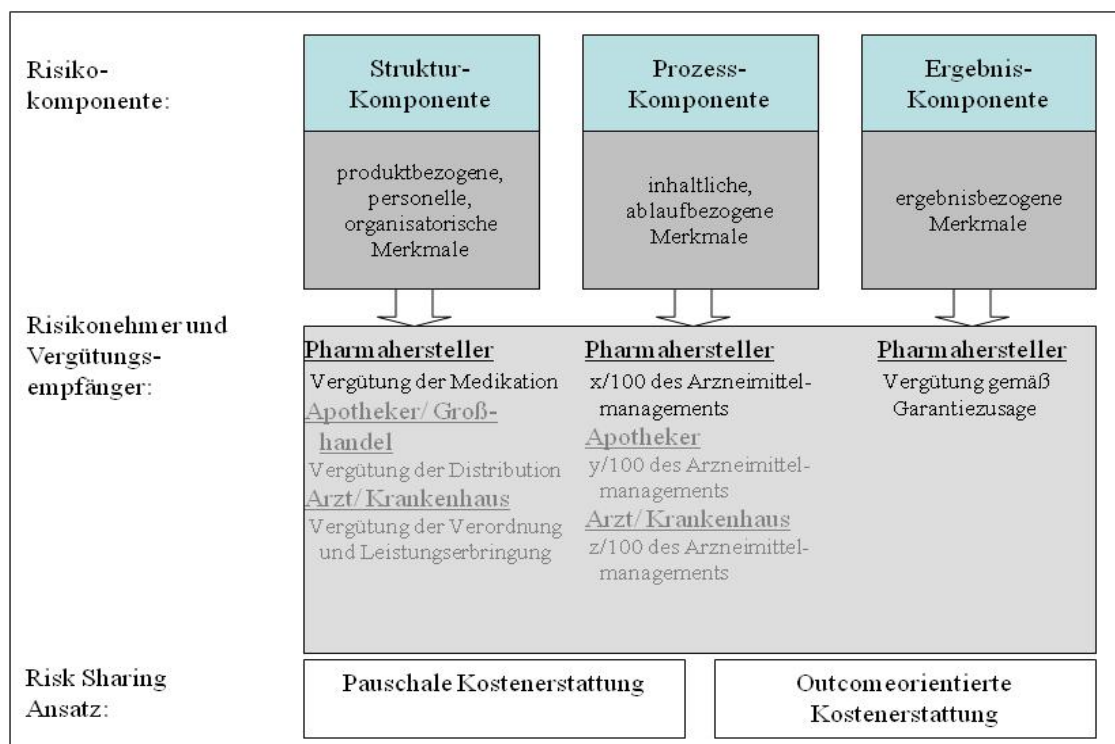 Risiko-
komponente:
Struktur-
Komponente
Prozess-
Komponente
Ergebnis-
Komponente
produktbezogene,
personelle,
organisatorische
Merkmale
inhaltliche,
ablaufbezogene
Merkmale
ergebnisbezogene
Merkmale
Risikonehmer und
Vergütungs-
empfänger:
Pharmahersteller
Vergütung der Medikation
Apotheker/ Groß-
handel
Vergütung der Distribution
Arzt/ Krankenhaus
Vergütung der Verordnung
und Leistungserbringung
Pharmahersteller
x/100 des Arzneimittel-
managements
Apotheker
y/100 des Arzneimittel-
managements
Arzt/ Krankenhaus
z/100 des Arzneimittel-
managements
Pharmahersteller
Vergütung gemäß
Garantiezusage
Risk Sharing
Ansatz:
Pauschale Kostenerstattung
Outcomeorientierte
Kostenerstattung